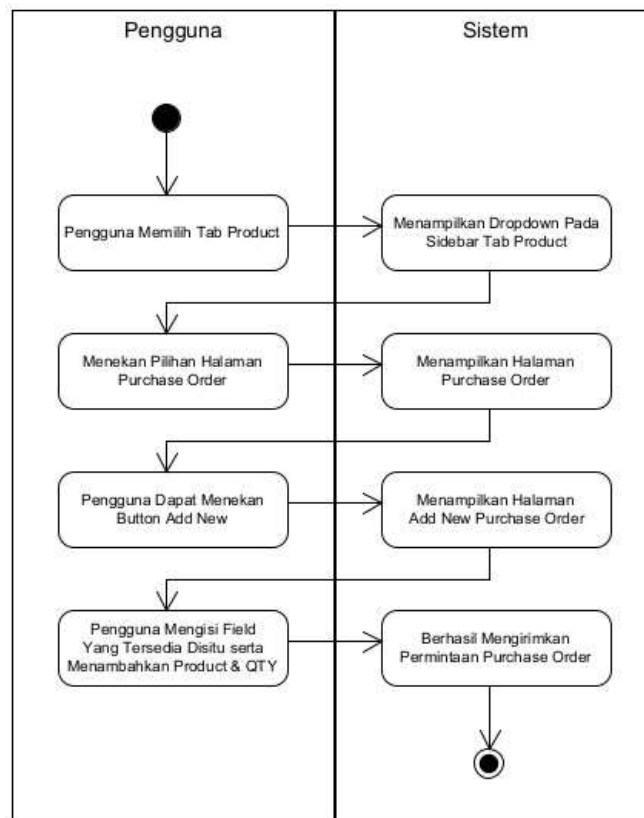 Pengguna
Sistem
Pengguna Memilih Tab Product
Menampilkan Dropdown Pada
Sidebar Tab Product
Menekan Pilihan Halaman
Purchase Order
Menampilkan Halaman
Purchase Order
Pengguna Dapat Menekan
Button Add New
Menampilkan Halaman
Add New Purchase Order
Pengguna Mengisi Field
Yang Tersedia Disitu serta
Menambahkan Product & QTY
Berhasil Mengirimkan
Permintaan Purchase Order